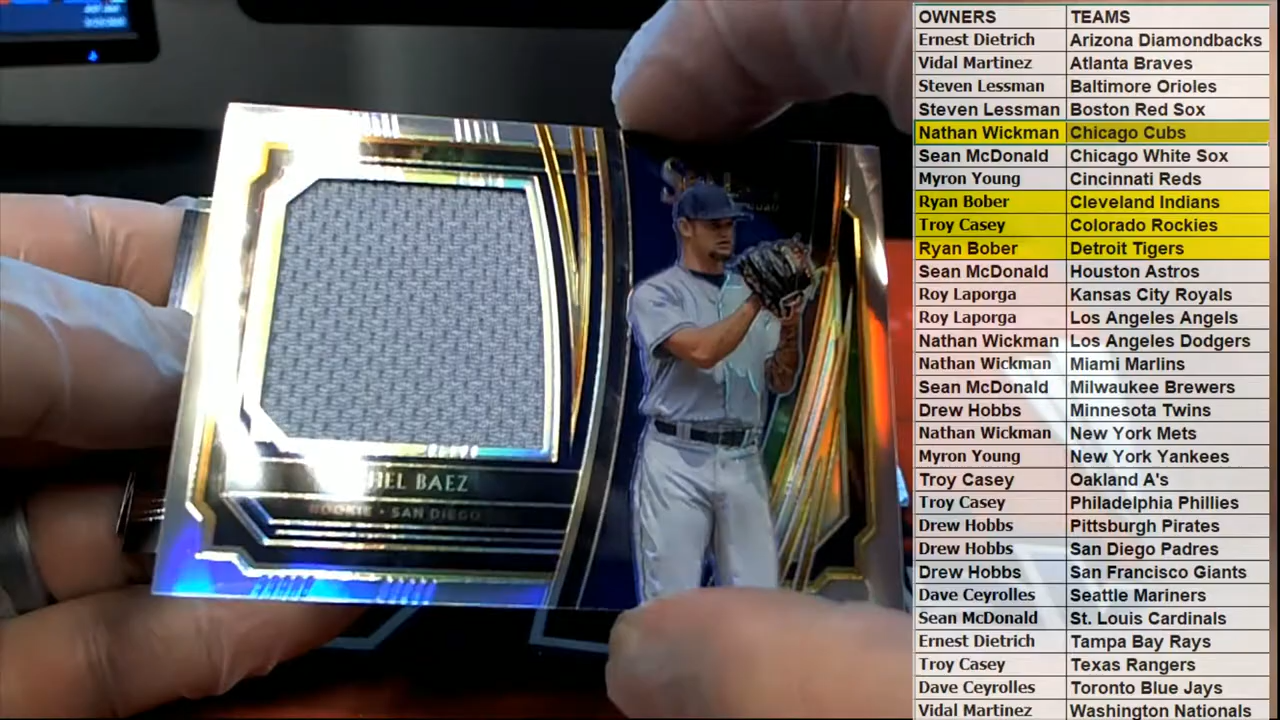 HEL BAEZ
ROOKIE • SAN DIEGO
OWNERS TEAMS
Ernest Dietrich Arizona Diamondbacks
Vidal Martinez Atlanta Braves
Steven Lessman Baltimore Orioles
Steven Lessman Boston Red Sox
Nathan Wickman Chicago Cubs
Sean McDonald Chicago White Sox
Myron Young Cincinnati Reds
Ryan Bober Cleveland Indians
Troy Casey Colorado Rockies
Ryan Bober Detroit Tigers
Sean McDonald Houston Astros
Roy Laporga Kansas City Royals
Roy Laporga Los Angeles Angels
Nathan Wickman Los Angeles Dodgers
Nathan Wickman Miami Marlins
Sean McDonald Milwaukee Brewers
Drew Hobbs Minnesota Twins
Nathan Wickman New York Mets
Myron Young New York Yankees
Troy Casey Oakland A's
Troy Casey Philadelphia Phillies
Drew Hobbs Pittsburgh Pirates
Drew Hobbs San Diego Padres
Drew Hobbs San Francisco Giants
Dave Ceyrolles Seattle Mariners
Sean McDonald St. Louis Cardinals
Ernest Dietrich Tampa Bay Rays
Troy Casey Texas Rangers
Dave Ceyrolles Toronto Blue Jays
Vidal Martinez Washington Nationals